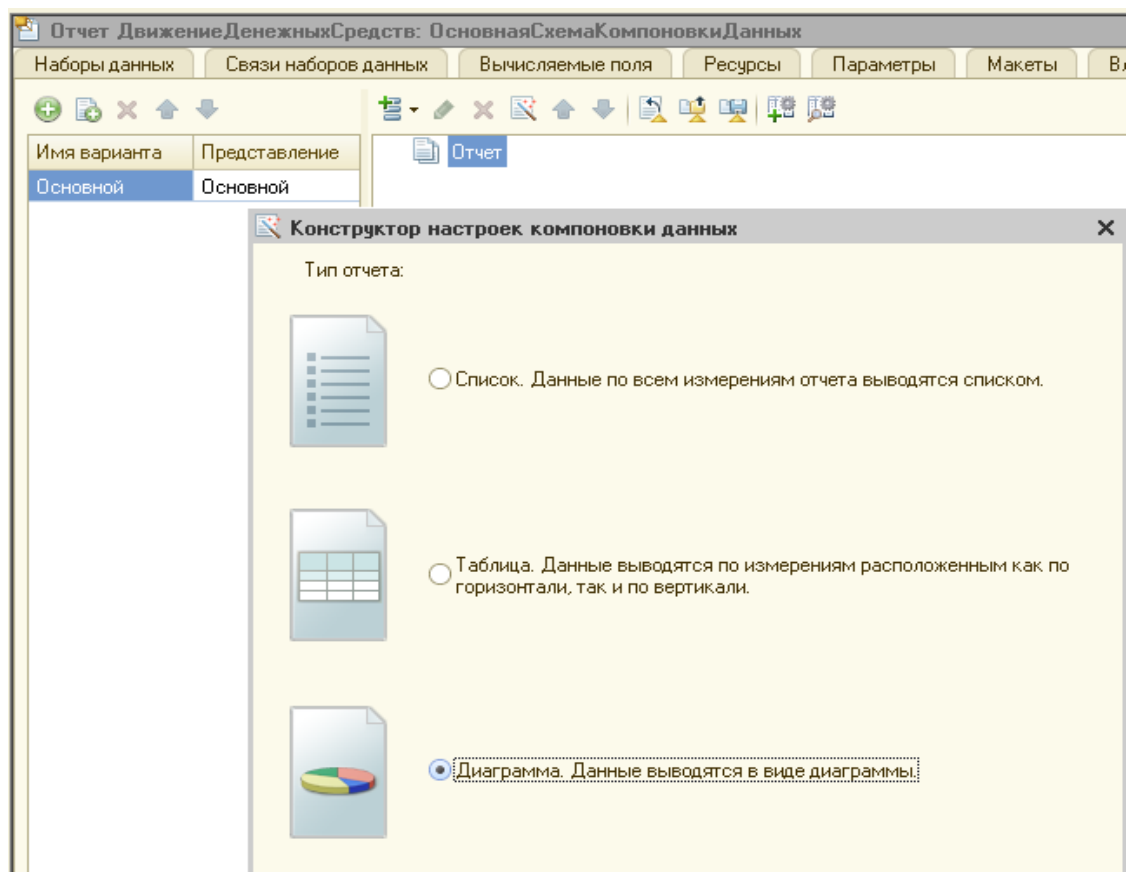 Отчет ДвижениеДенежныхСредств: ОсновнаяСхемаКомпоновкиДанных
Наборы данных Связи наборов данных Вычисляемые поля Ресурсы Параметры Макеты
Имя варианта Представление Отчет
Основной Основной
Конструктор настроек компоновки данных
Тип отчета:
Список. Данные по всем измерениям отчета выводятся списком.
Таблица. Данные выводятся по измерениям расположенным как по
горизонтали, так и по вертикали.
Диаграмма. Данные выводятся в виде диаграммы.